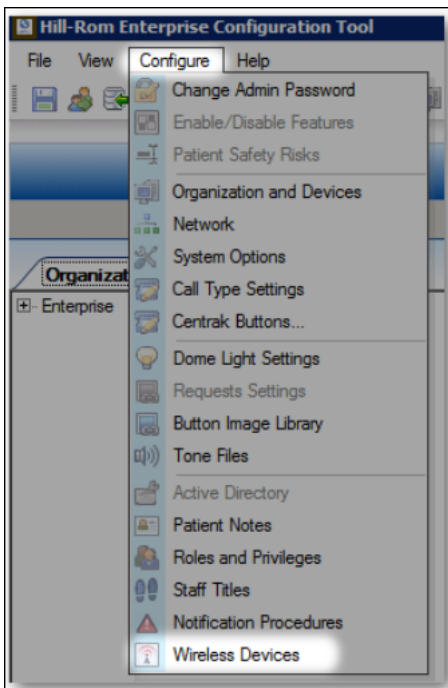 Hill-Rom Enterprise Configuration Tool
File View Configure Help
Change Admin Password
Enable/Disable Features
Patient Safety Risks
Organization and Devices
Network
System Options
Call Type Settings
Centrak Buttons...
Dome Light Settings
Requests Settings
Button Image Library
Tone Files
Active Directory
Patient Notes
Roles and Privileges
Staff Titles
Notification Procedures
Wireless Devices
Organizat
Enterprise